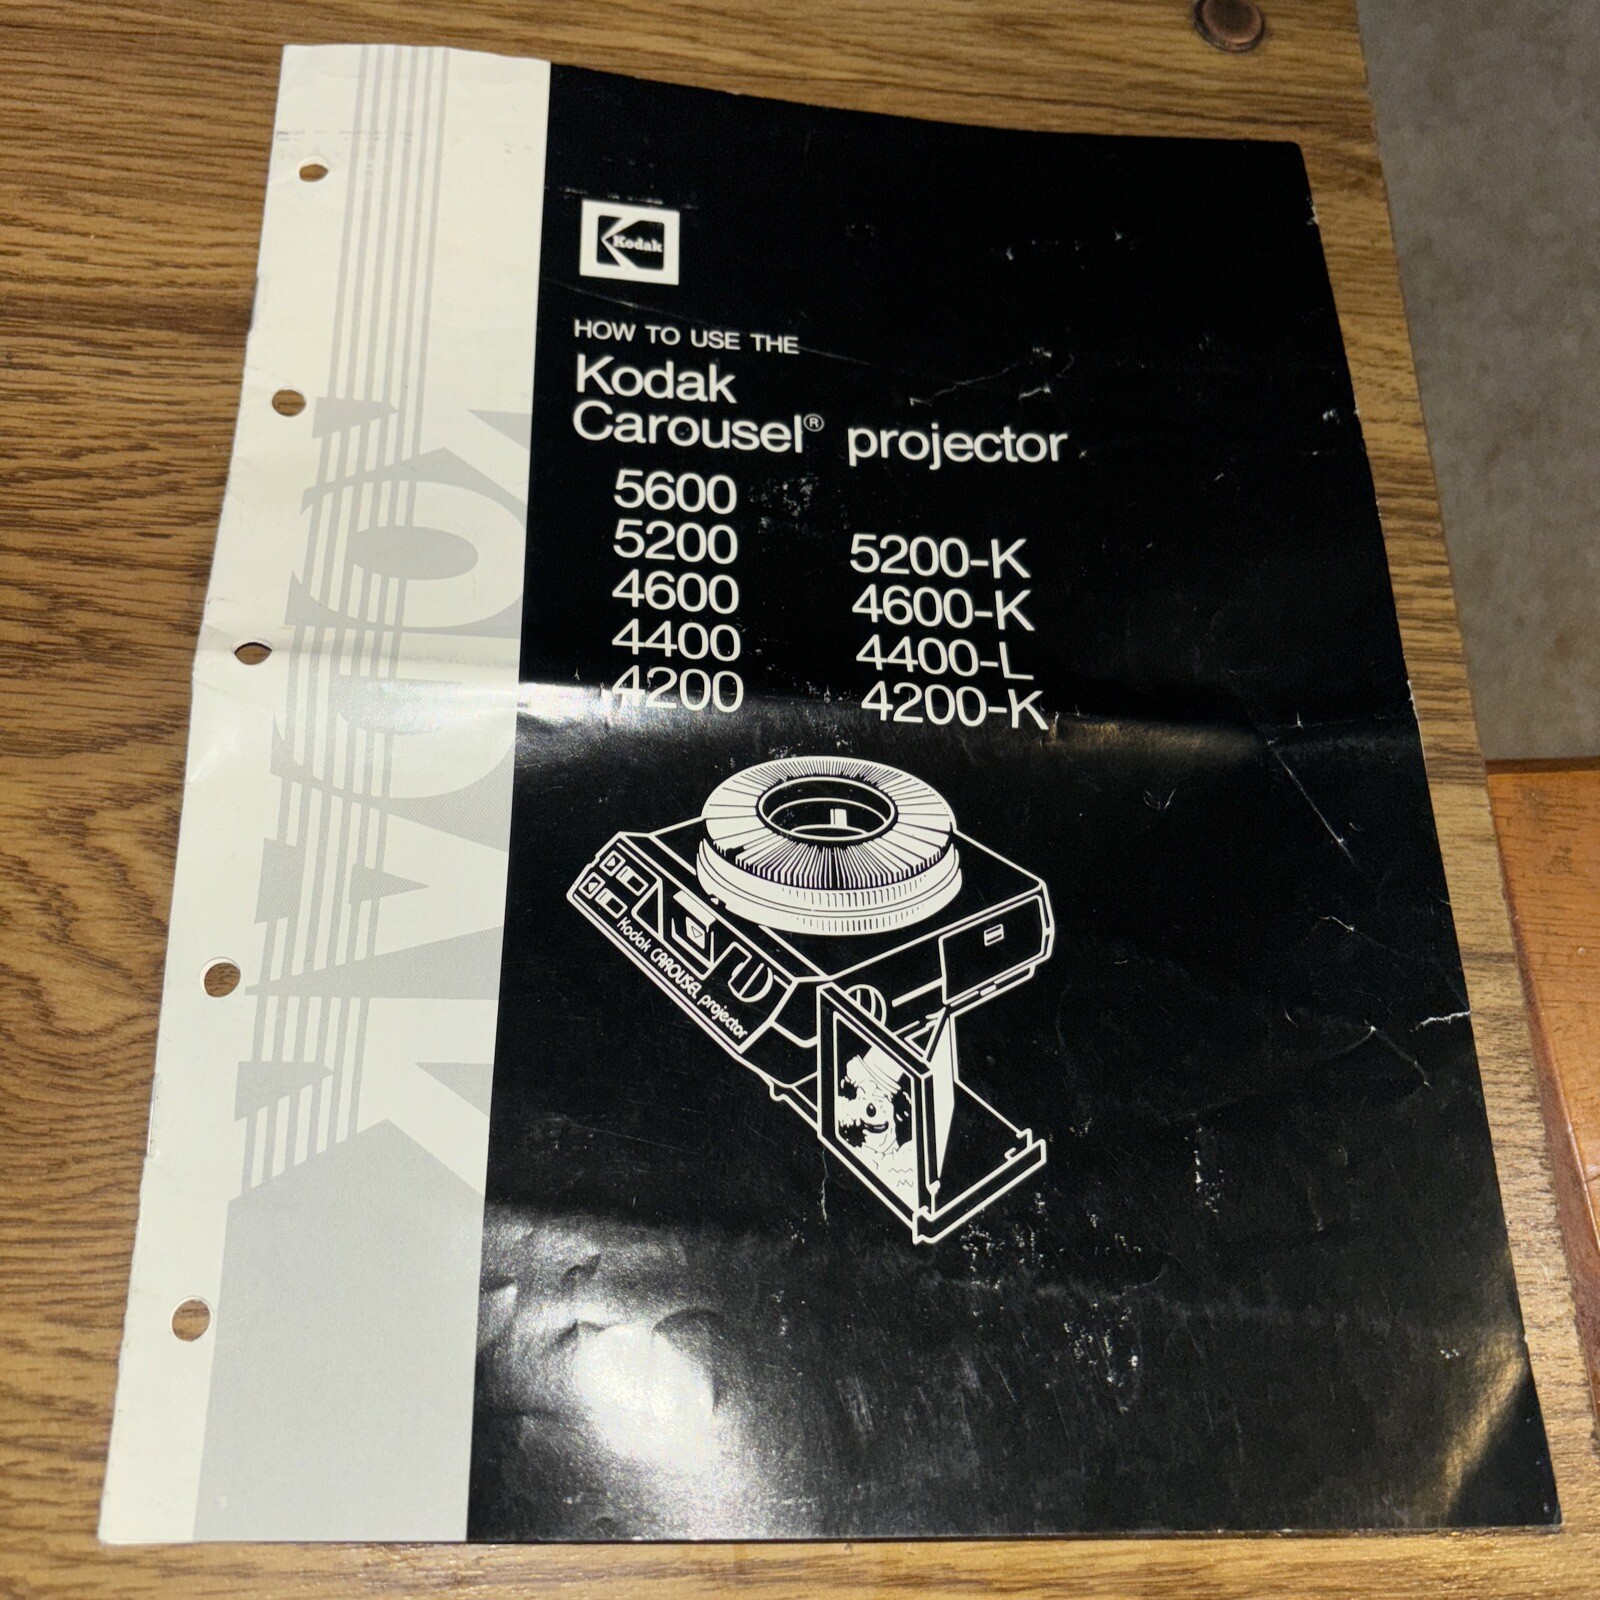 Kodak
HOW TO USE THE
Kodak
Carousel® projector
5600
5200 5200-K
4600 4600-K
4400 4400-L
4200 4200-K
Kodak CAROUSEL projector
KODAK